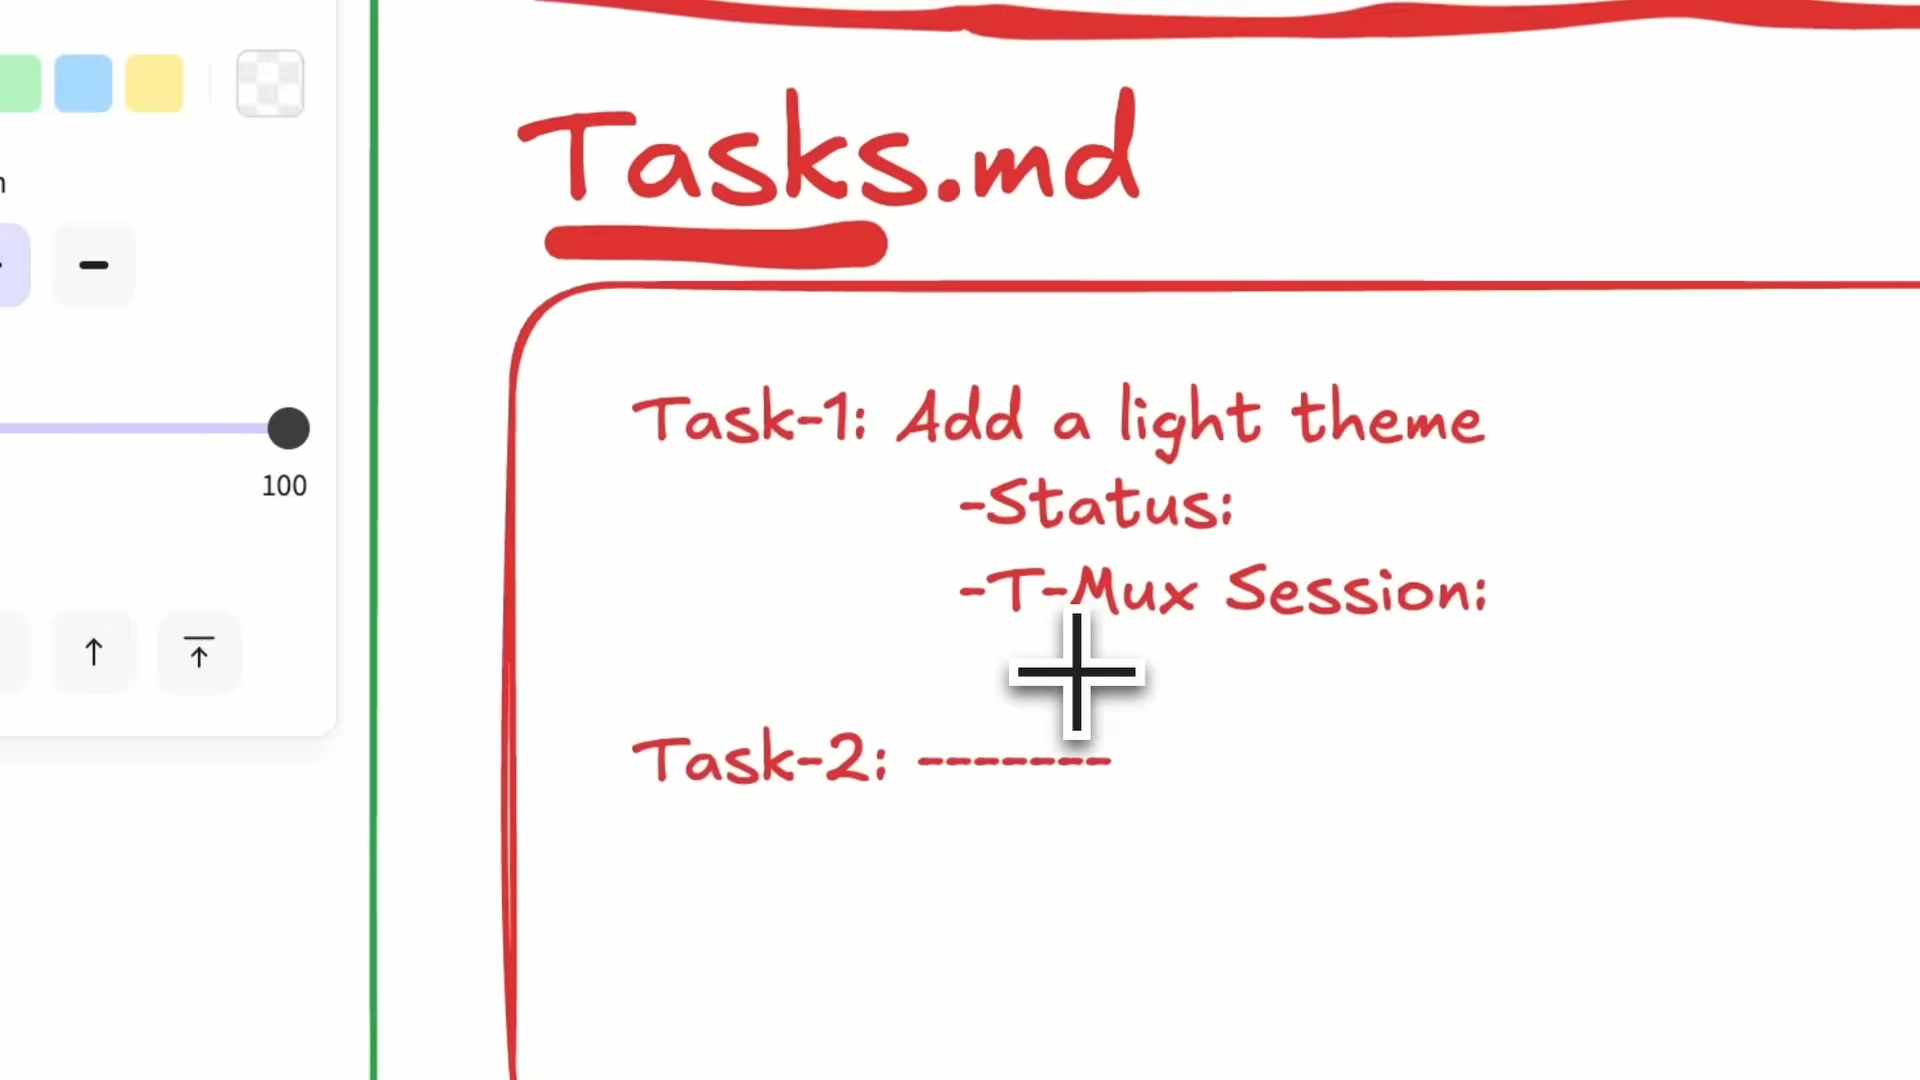 Tasks.md
Task-1: Add a light theme
-Status:
-T-Mux Session:
Task-2: -------
100